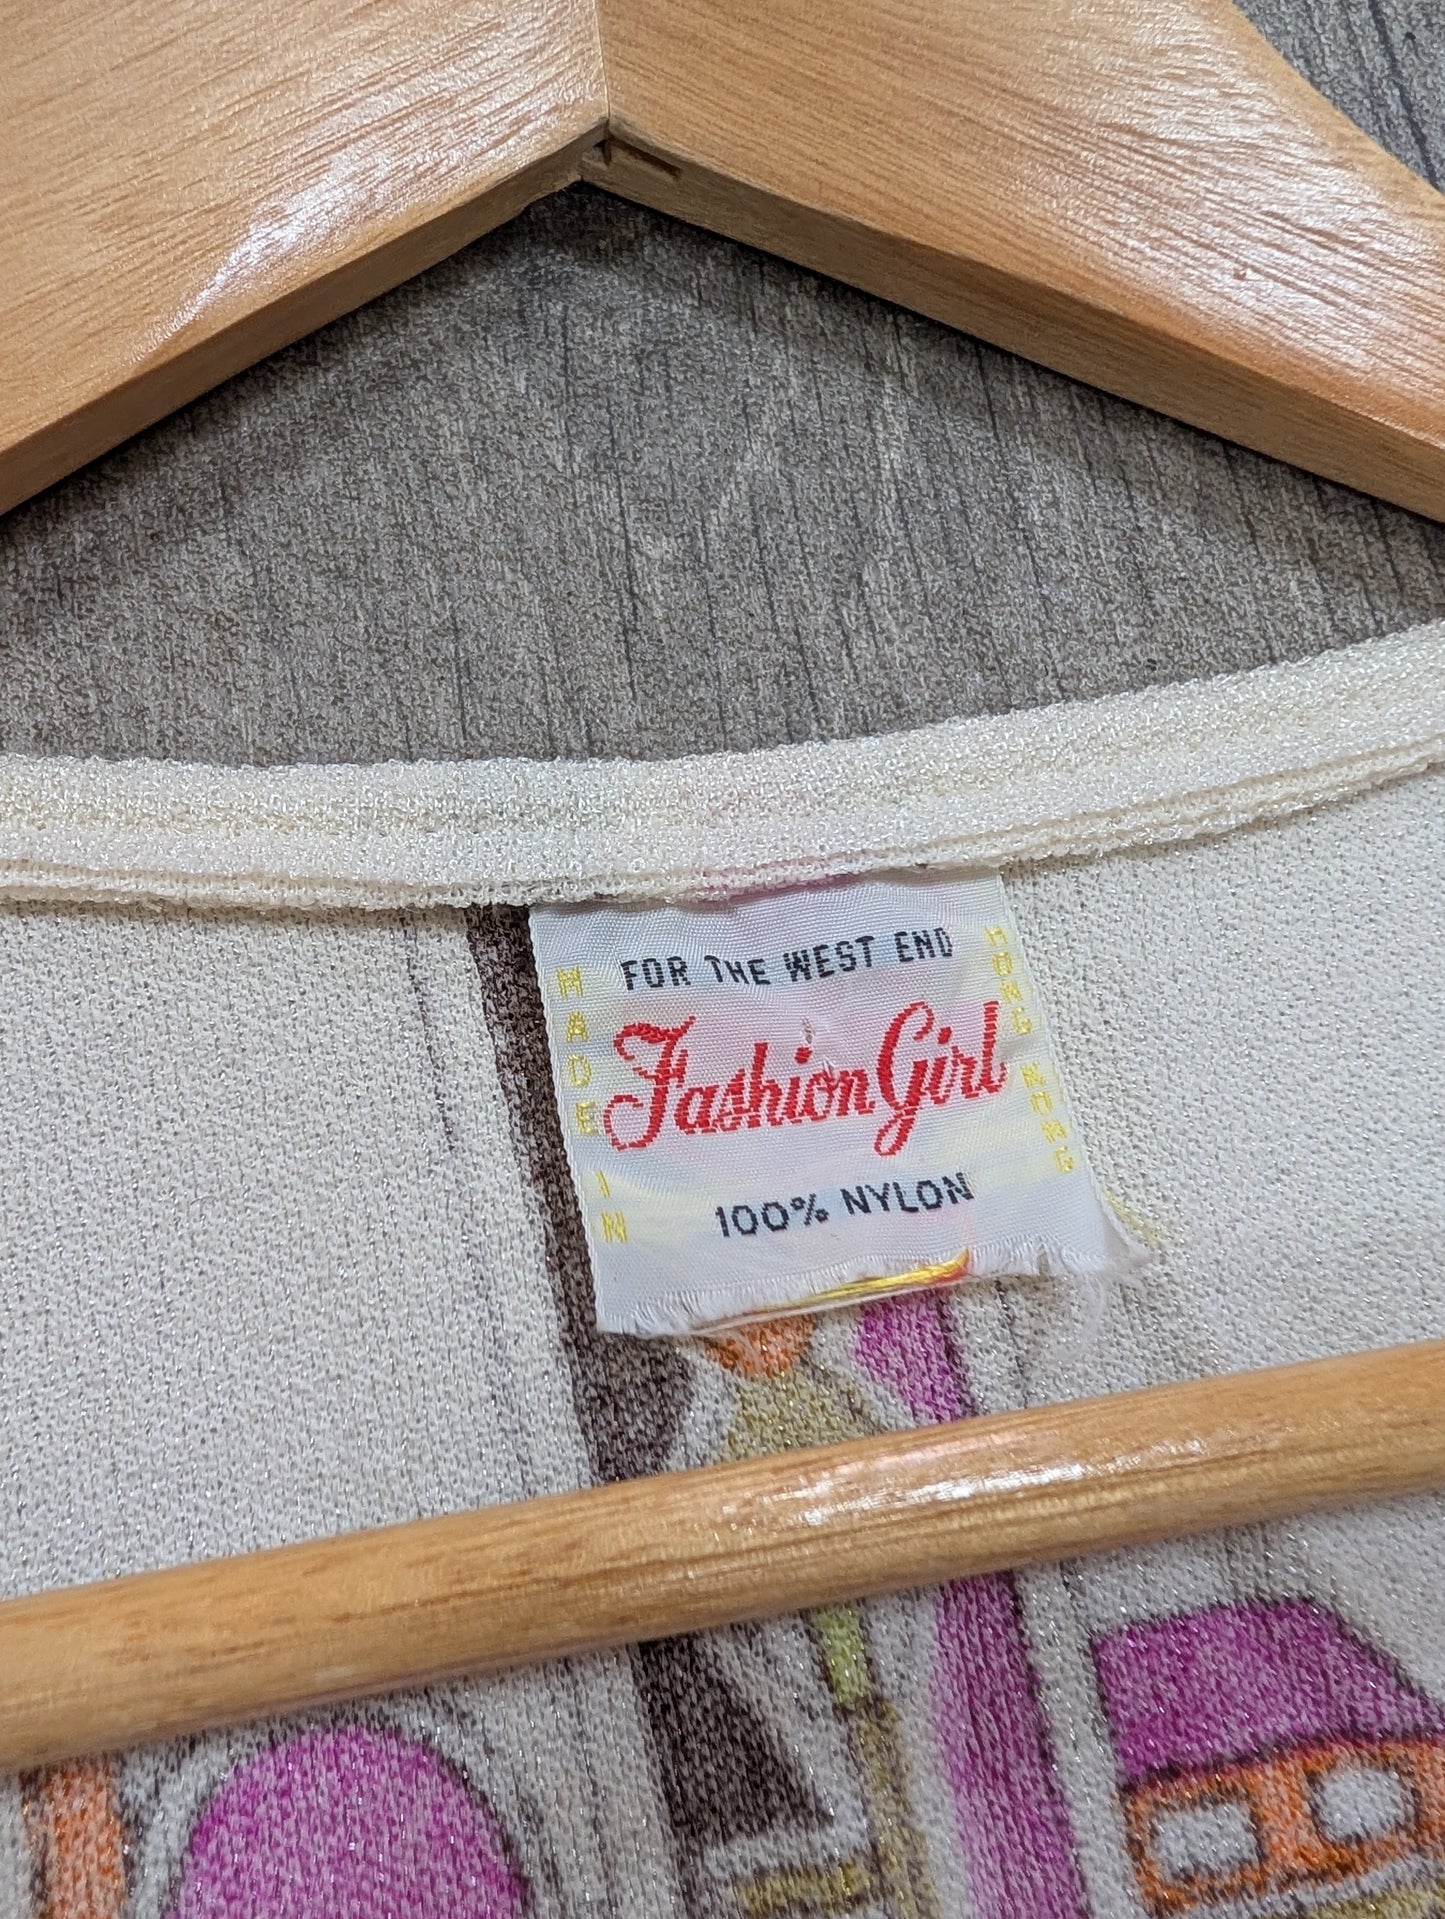 FOR THE WEST END
Fashion Girl
100% NYLON
MADE IN
HONG KONG